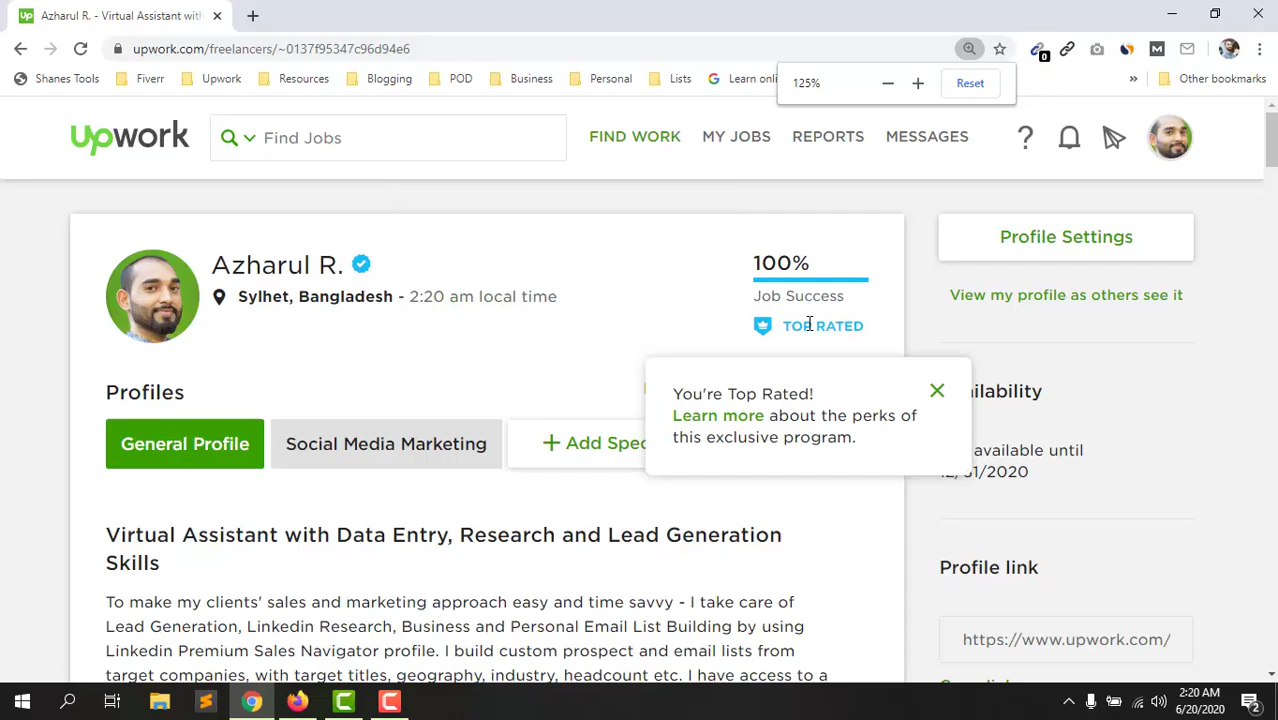 Azharul R. - Virtual Assistant with
upwork.com/freelancers/~0137f95347c96d94e6
0
Shanes Tools
Fiverr
Upwork
Resources
Blogging
POD
Business
Personal
Lists
Learn onli
»
Other bookmarks
125%
Reset
upwork
Find Jobs
FIND WORK
MY JOBS
REPORTS
MESSAGES
?
Azharul R.
Sylhet, Bangladesh - 2:20 am local time
100%
Job Success
TOP RATED
Profile Settings
View my profile as others see it
You're Top Rated!
Learn more about the perks of
this exclusive program.
Profiles
General Profile
Social Media Marketing
+ Add Spec
ilability
available until
12/31/2020
Virtual Assistant with Data Entry, Research and Lead Generation
Skills
To make my clients' sales and marketing approach easy and time savvy - I take care of
Lead Generation, Linkedin Research, Business and Personal Email List Building by using
Linkedin Premium Sales Navigator profile. I build custom prospect and email lists from
target companies, with target titles, geography, industry, headcount etc. I have access to a
Profile link
https://www.upwork.com/
2:20 AM
6/20/2020
2